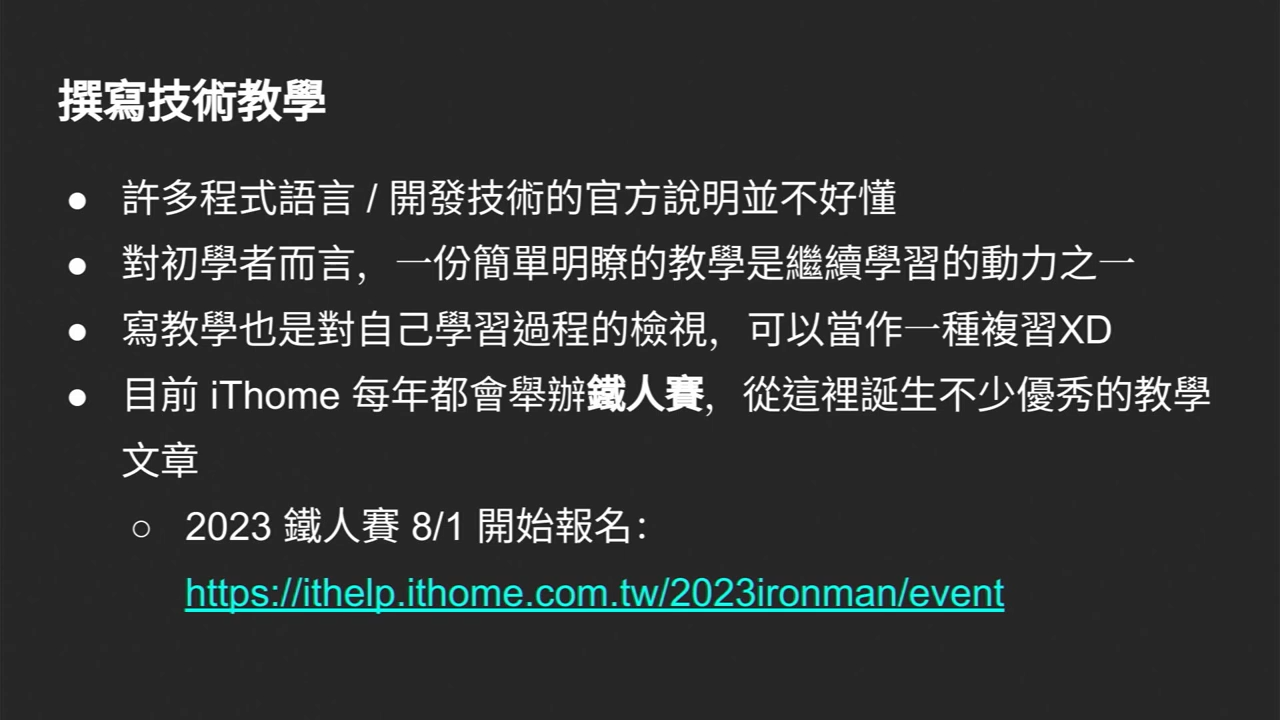 撰寫技術教學
● 許多程式語言 / 開發技術的官方說明並不好懂
● 對初學者而言，一份簡單明瞭的教學是繼續學習的動力之一
● 寫教學也是對自己學習過程的檢視，可以當作一種複習XD
● 目前 iThome 每年都會舉辦鐵人賽，從這裡誕生不少優秀的教學
文章
○ 2023 鐵人賽 8/1 開始報名：
https://ithelp.ithome.com.tw/2023ironman/event